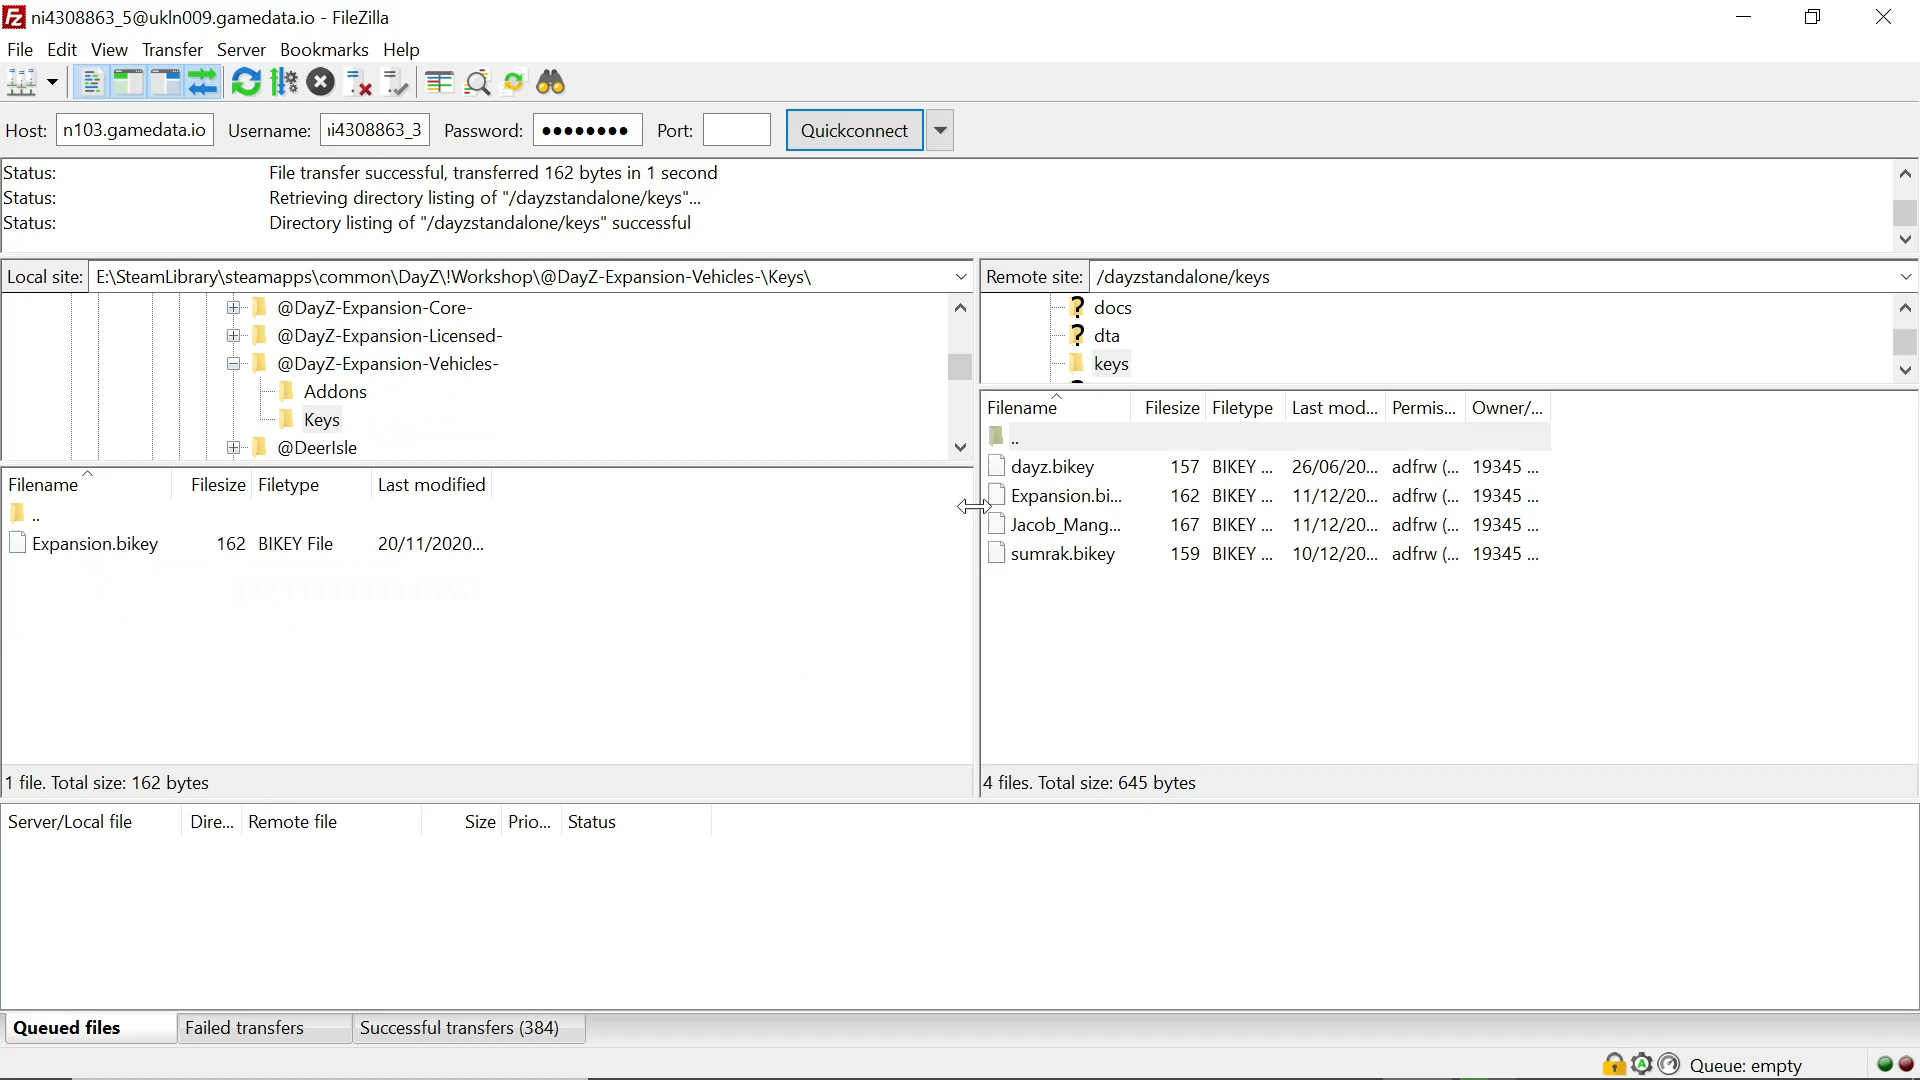 ni4308863_5@ukln009.gamedata.io - FileZilla
File Edit View Transfer Server Bookmarks Help
Host: n103.gamedata.io Username: ni4308863_3 Password: ●●●●●●●● Port: Quickconnect
Status: File transfer successful, transferred 162 bytes in 1 second
Status: Retrieving directory listing of "/dayzstandalone/keys"...
Status: Directory listing of "/dayzstandalone/keys" successful
Local site: E:\SteamLibrary\steamapps\common\DayZ\!Workshop\@DayZ-Expansion-Vehicles-\Keys\
@DayZ-Expansion-Core-
@DayZ-Expansion-Licensed-
@DayZ-Expansion-Vehicles-
Addons
Keys
@DeerIsle
Filename Filesize Filetype Last modified
..
Expansion.bikey 162 BIKEY File 20/11/2020...
1 file. Total size: 162 bytes
Remote site: /dayzstandalone/keys
docs
dta
keys
Filename Filesize Filetype Last mod... Permis... Owner/...
..
dayz.bikey 157 BIKEY ... 26/06/20... adfrw (... 19345 ...
Expansion.bi... 162 BIKEY ... 11/12/20... adfrw (... 19345 ...
Jacob_Mang... 167 BIKEY ... 11/12/20... adfrw (... 19345 ...
sumrak.bikey 159 BIKEY ... 10/12/20... adfrw (... 19345 ...
4 files. Total size: 645 bytes
Server/Local file Dire... Remote file Size Prio... Status
Queued files Failed transfers Successful transfers (384)
Queue: empty